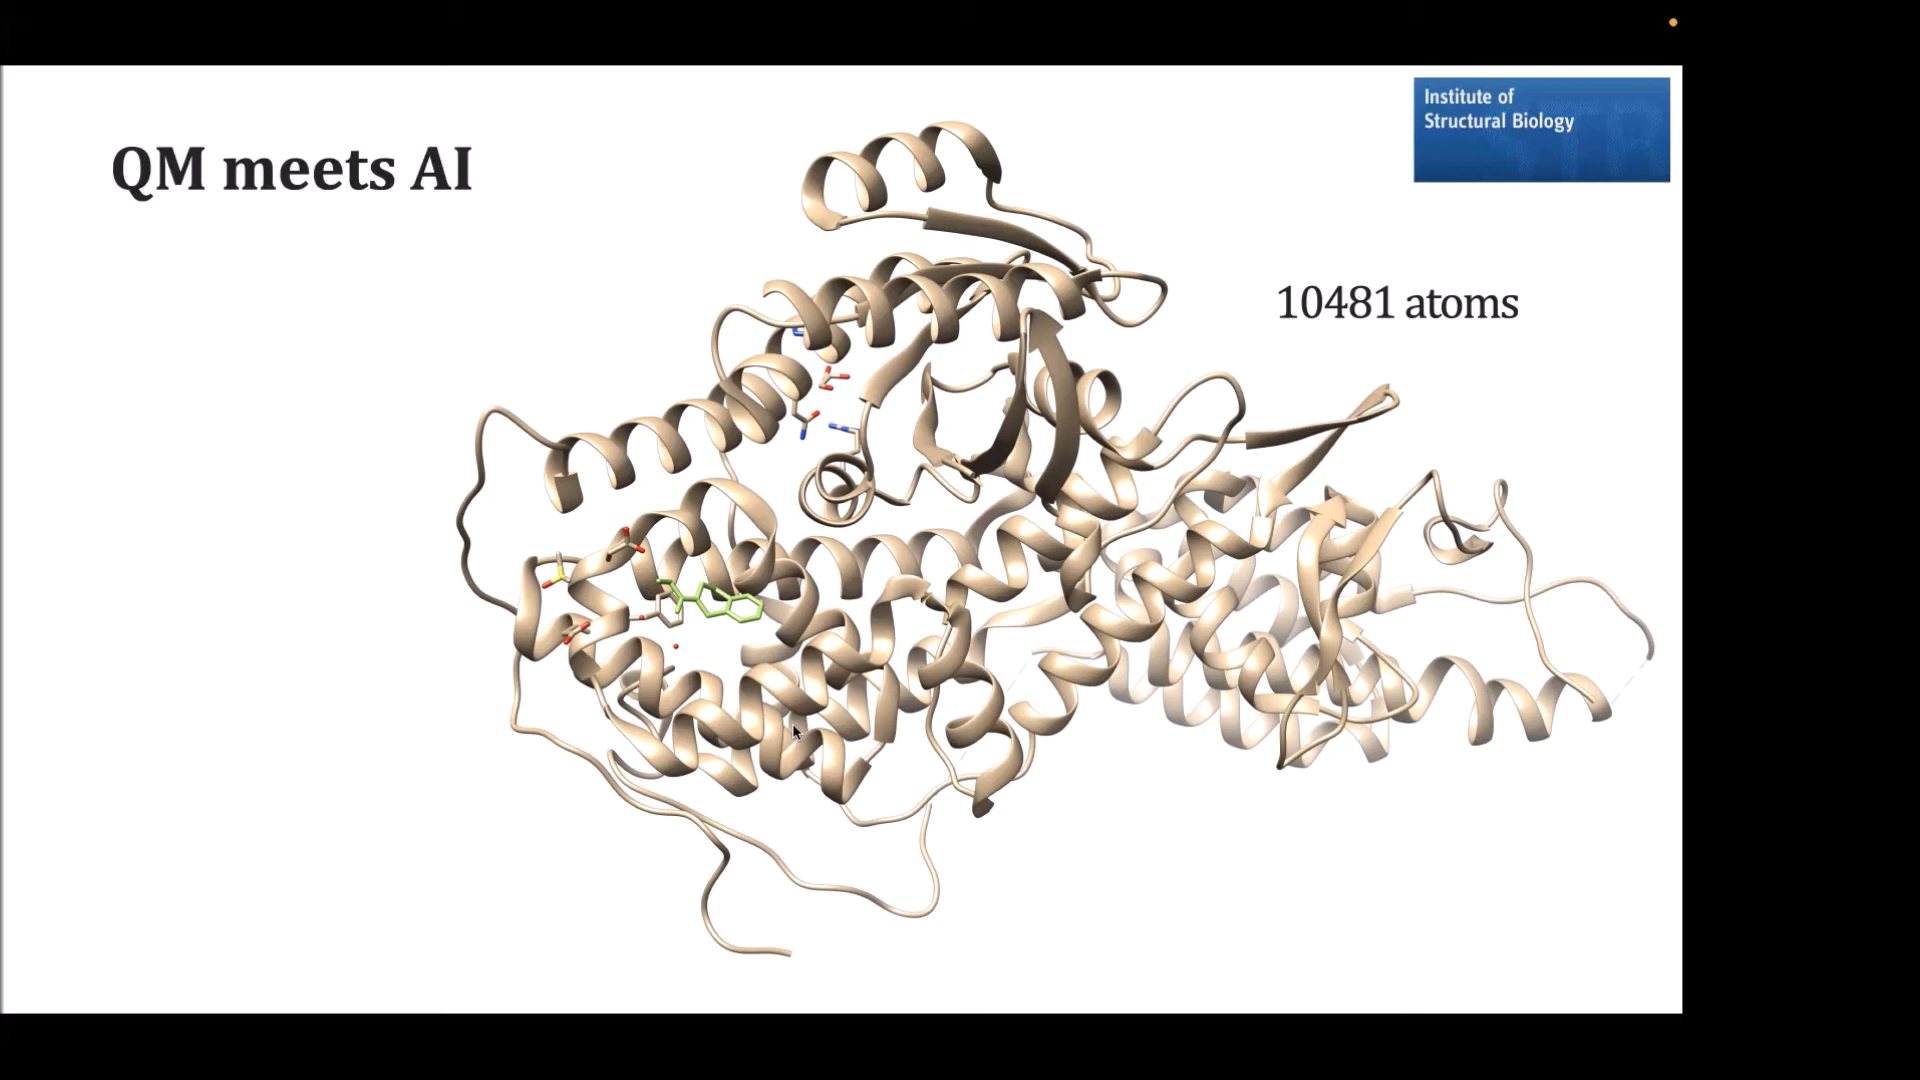 QM meets AI
Institute of
Structural Biology
10481 atoms